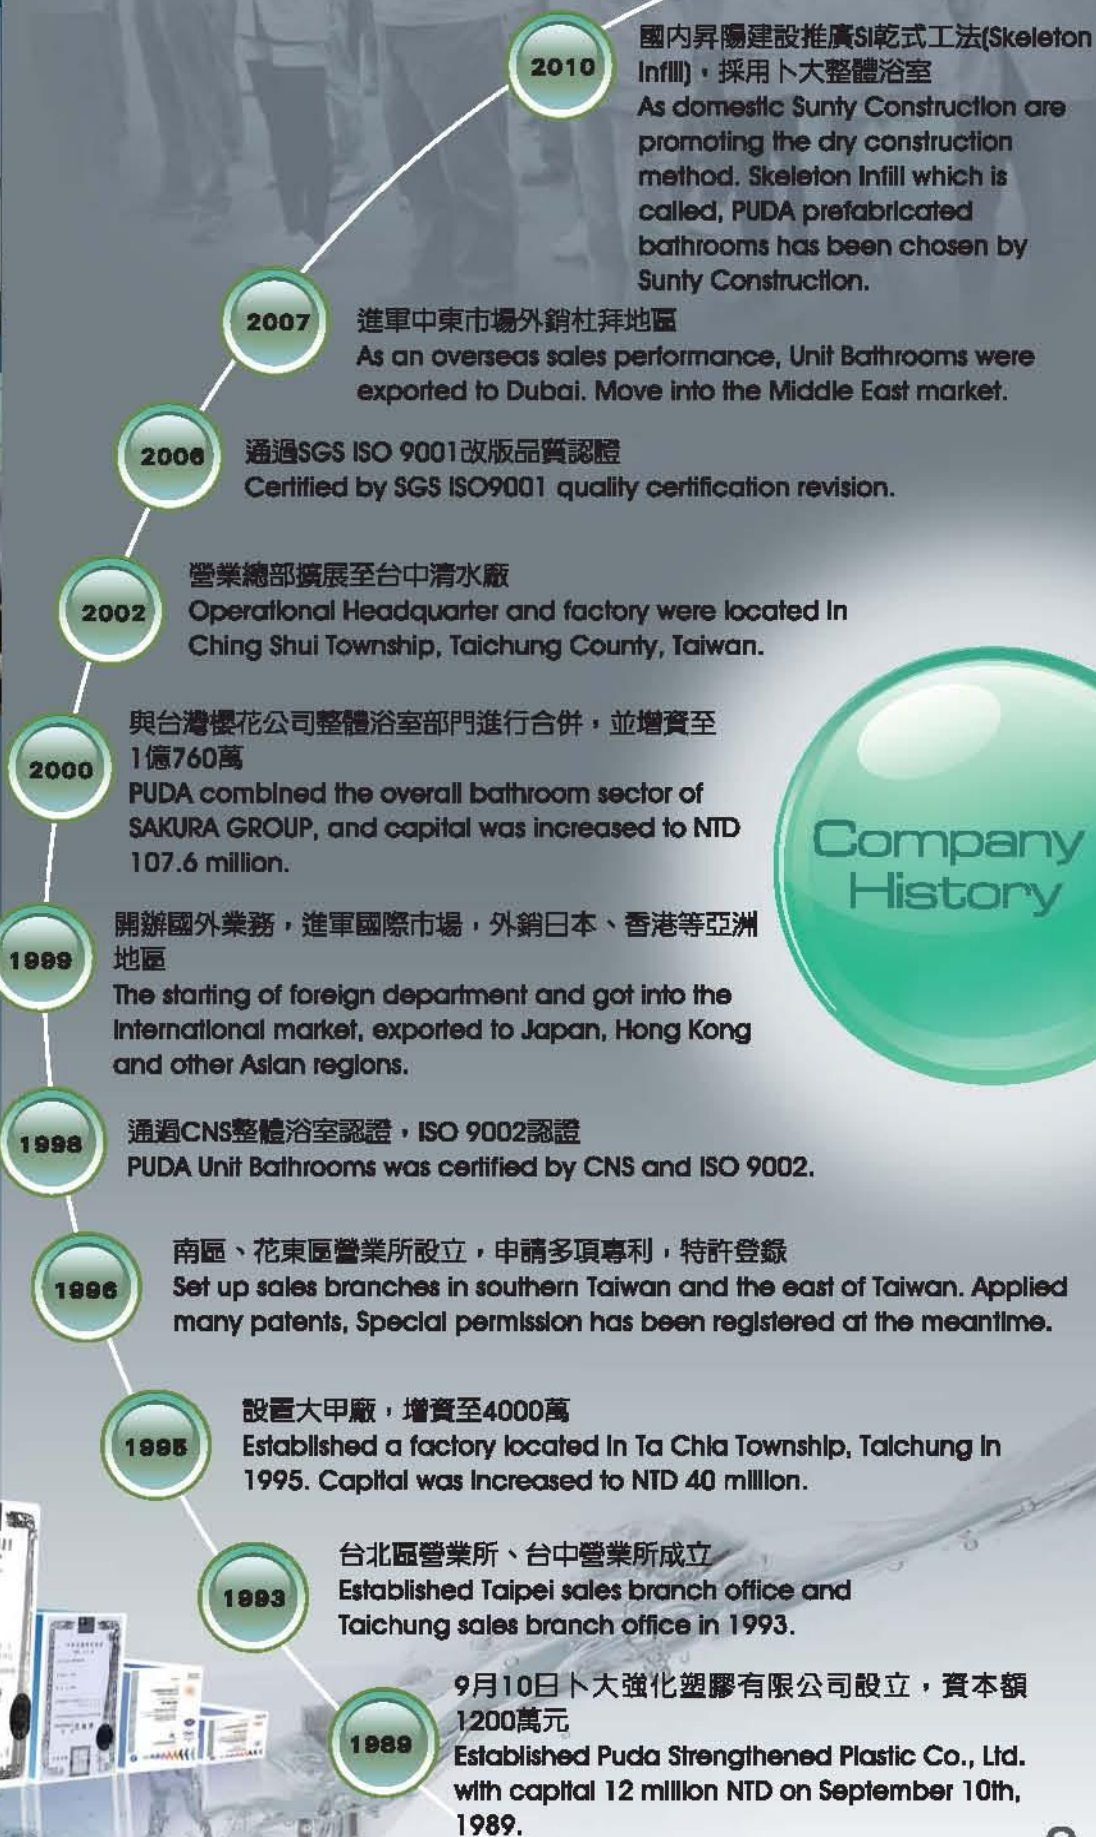 2010
國內昇陽建設推廣SI乾式工法(Skeleton
Infill)，採用卜大整體浴室
As domestic Sunty Construction are
promoting the dry construction
method. Skeleton Infill which is
called, PUDA prefabricated
bathrooms has been chosen by
Sunty Construction.
2007
進軍中東市場外銷杜拜地區
As an overseas sales performance, Unit Bathrooms were
exported to Dubai. Move into the Middle East market.
2006
通過SGS ISO 9001改版品質認證
Certified by SGS ISO9001 quality certification revision.
2002
營業總部擴展至台中清水廠
Operational Headquarter and factory were located in
Ching Shui Township, Taichung County, Taiwan.
2000
與台灣櫻花公司整體浴室部門進行合併，並增資至
1億760萬
PUDA combined the overall bathroom sector of
SAKURA GROUP, and capital was increased to NTD
107.6 million.
Company
History
1999
開辦國外業務，進軍國際市場，外銷日本、香港等亞洲
地區
The starting of foreign department and got into the
International market, exported to Japan, Hong Kong
and other Asian regions.
1998
通過CNS整體浴室認證，ISO 9002認證
PUDA Unit Bathrooms was certified by CNS and ISO 9002.
1996
南區、花東區營業所設立，申請多項專利，特許登錄
Set up sales branches in southern Taiwan and the east of Taiwan. Applied
many patents, Special permission has been registered at the meantime.
1995
設置大甲廠，增資至4000萬
Established a factory located in Ta Chia Township, Taichung in
1995. Capital was increased to NTD 40 million.
1993
台北區營業所、台中營業所成立
Established Taipei sales branch office and
Taichung sales branch office in 1993.
1989
9月10日卜大強化塑膠有限公司設立，資本額
1200萬元
Established Puda Strengthened Plastic Co., Ltd.
with capital 12 million NTD on September 10th,
1989.